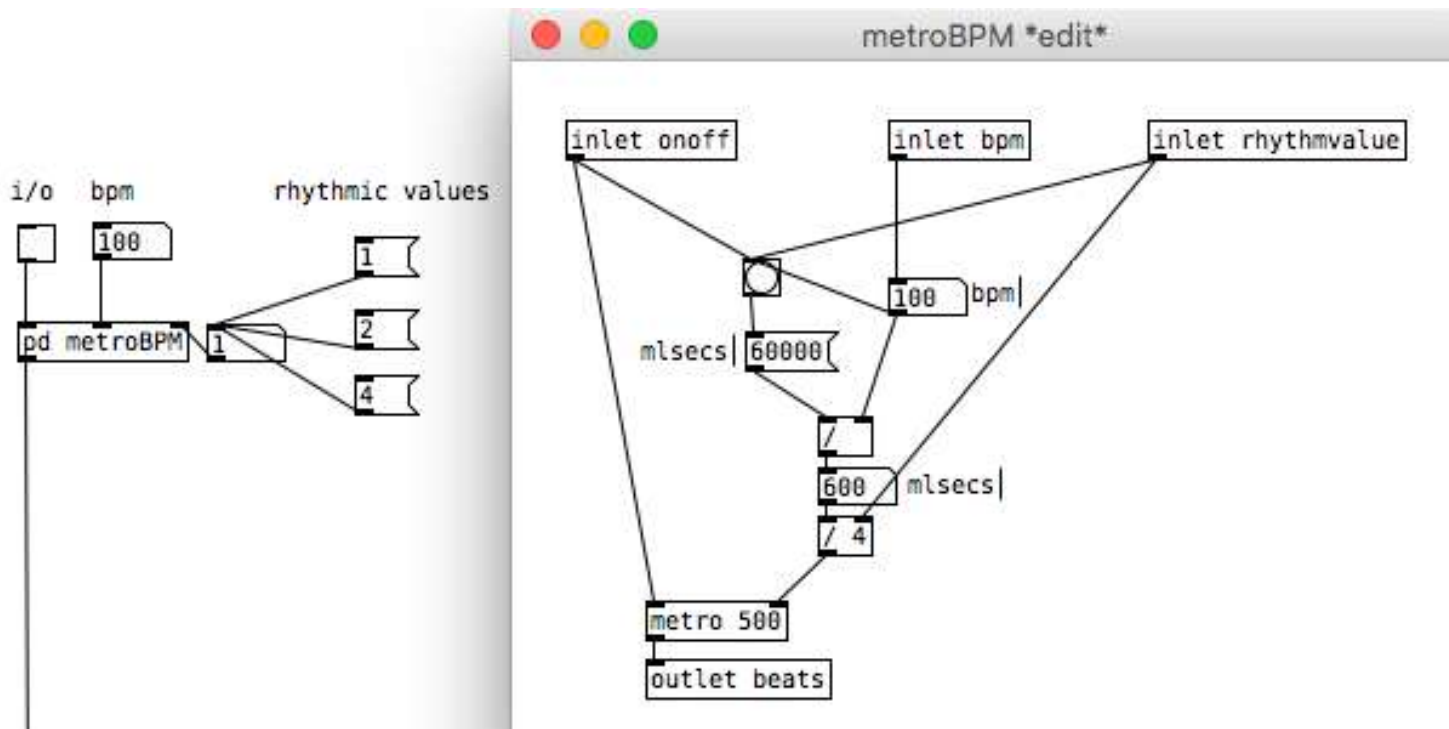 metroBPM *edit*
i/o
bpm
rhythmic values
100
1
2
4
pd metroBPM
1
inlet onoff
inlet bpm
inlet rhythmvalue
100
bpm
mlsecs
60000
/
600
mlsecs
/ 4
metro 500
outlet beats